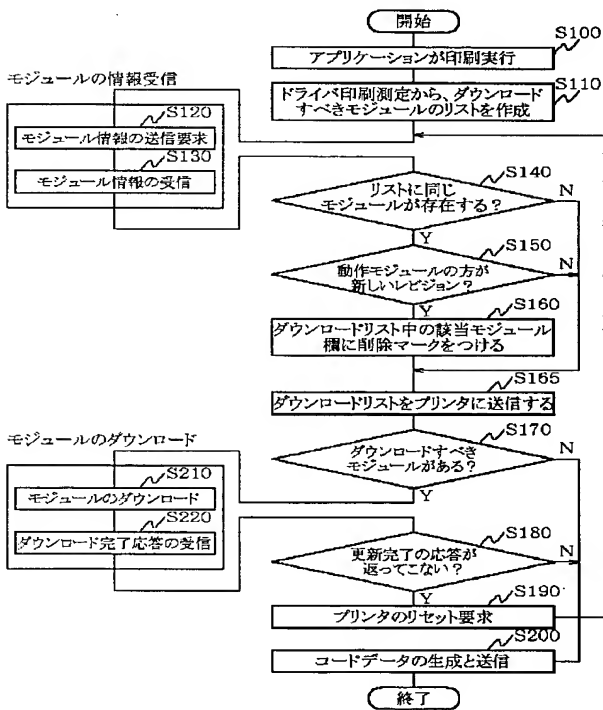 開始
S100
アプリケーションが印刷実行
S110
ドライバ印刷測定から、ダウンロード
すべきモジュールのリストを作成
モジュールの情報受信
S120
モジュール情報の送信要求
S130
モジュール情報の受信
S140
リストに同じ
モジュールが存在する？
N
Y
S150
動作モジュールの方が
新しいレビジョン？
N
Y
S160
ダウンロードリスト中の該当モジュール
欄に削除マークをつける
S165
ダウンロードリストをプリンタに送信する
S170
ダウンロードすべき
モジュールがある？
N
Y
モジュールのダウンロード
S210
モジュールのダウンロード
S220
ダウンロード完了応答の受信
S180
更新完了の応答が
返ってこない？
N
Y
S190
プリンタのリセット要求
S200
コードデータの生成と送信
終了